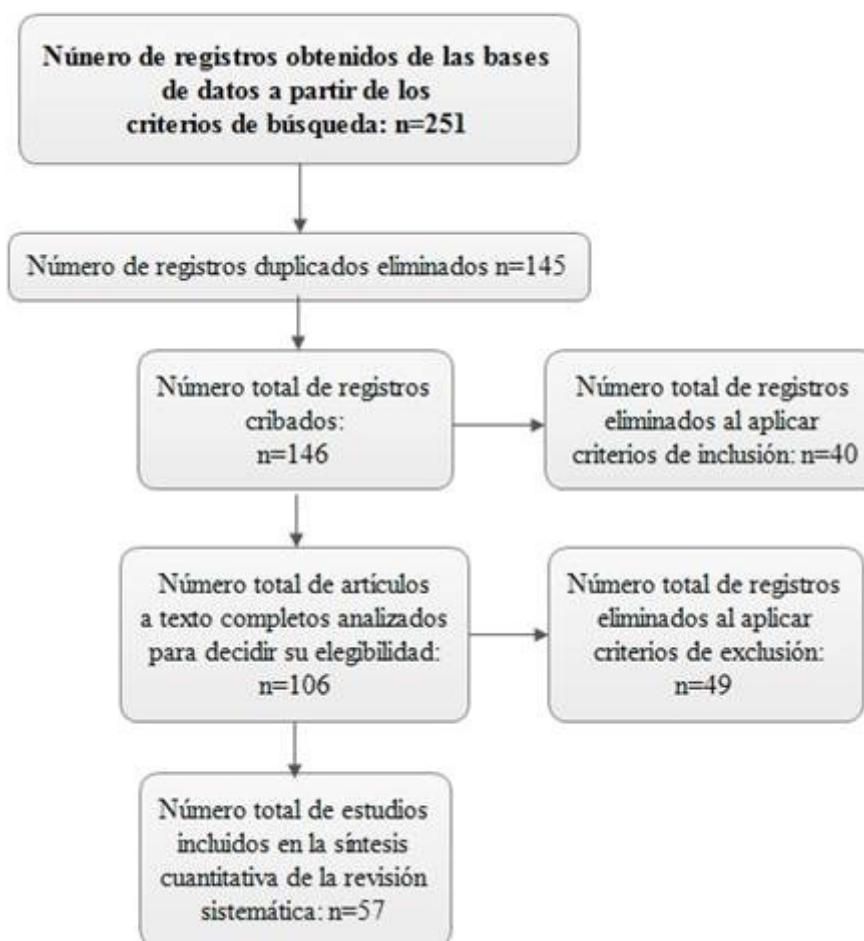 Núnero de registros obtenidos de las bases
de datos a partir de los
criterios de búsqueda: n=251
Número de registros duplicados eliminados n=145
Número total de registros
cribados:
n=146
Número total de registros
eliminados al aplicar
criterios de inclusión: n=40
Número total de artículos
a texto completos analizados
para decidir su elegibilidad:
n=106
Número total de registros
eliminados al aplicar
criterios de exclusión:
n=49
Número total de estudios
incluidos en la síntesis
cuantitativa de la revisión
sistemática: n=57